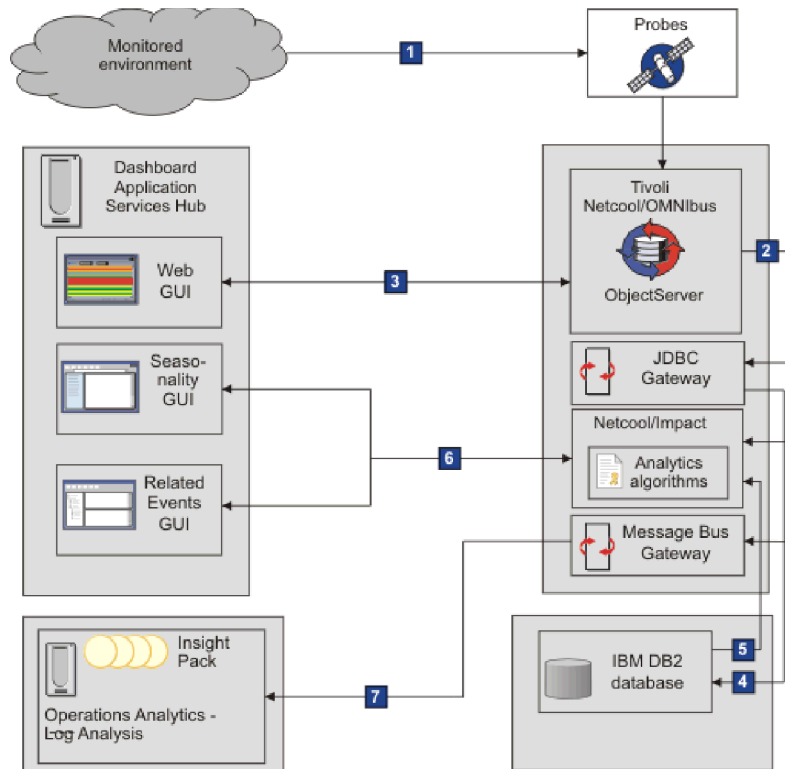 Monitored
environment
1
Probes
Dashboard
Application
Services Hub
Web
GUI
Seaso-
nality
GUI
Related
Events
GUI
3
6
Tivoli
Netcool/OMNIbus
ObjectServer
2
JDBC
Gateway
Netcool/Impact
Analytics
algorithms
Message Bus
Gateway
Insight
Pack
Operations Analytics -
Log Analysis
7
IBM DB2
database
5
4